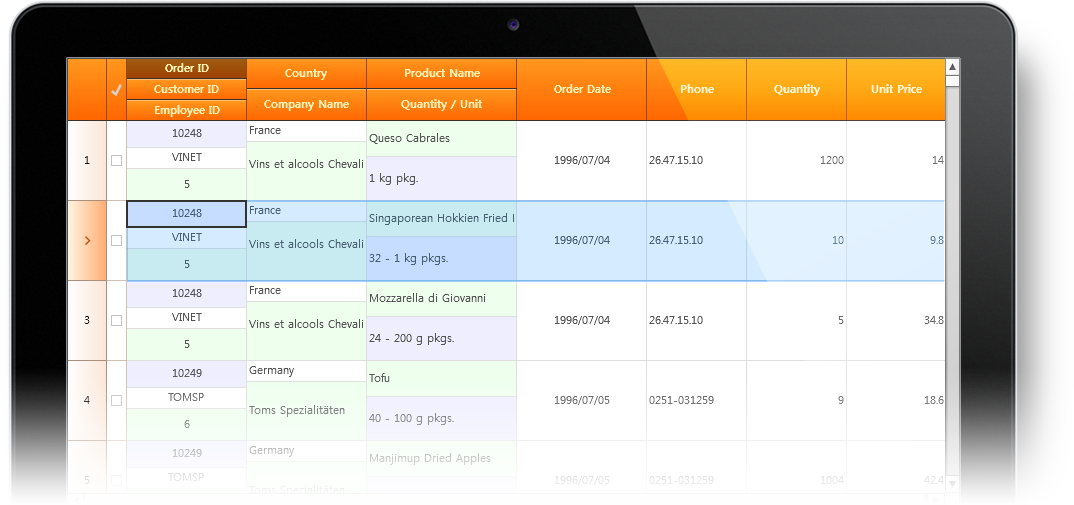 Order ID
Customer ID
Employee ID
Country
Company Name
Product Name
Quantity / Unit
Order Date
Phone
Quantity
Unit Price
1
10248
VINET
5
France
Vins et alcools Chevali
Queso Cabrales
1 kg pkg.
1996/07/04
26.47.15.10
1200
14
10248
VINET
5
France
Vins et alcools Chevali
Singaporean Hokkien Fried
32 - 1 kg pkgs.
1996/07/04
26.47.15.10
10
9.8
3
10248
VINET
5
France
Vins et alcools Chevali
Mozzarella di Giovanni
24 - 200 g pkgs.
1996/07/04
26.47.15.10
5
34.8
4
10249
TOMSP
6
Germany
Toms Spezialitäten
Tofu
40 - 100 g pkgs.
1996/07/05
0251-031259
9
18.6
5
10249
TOMSP
Germany
Toms Spezialitäten
Manjimup Dried Apples
1996/07/05
0251-031259
1004
42.4